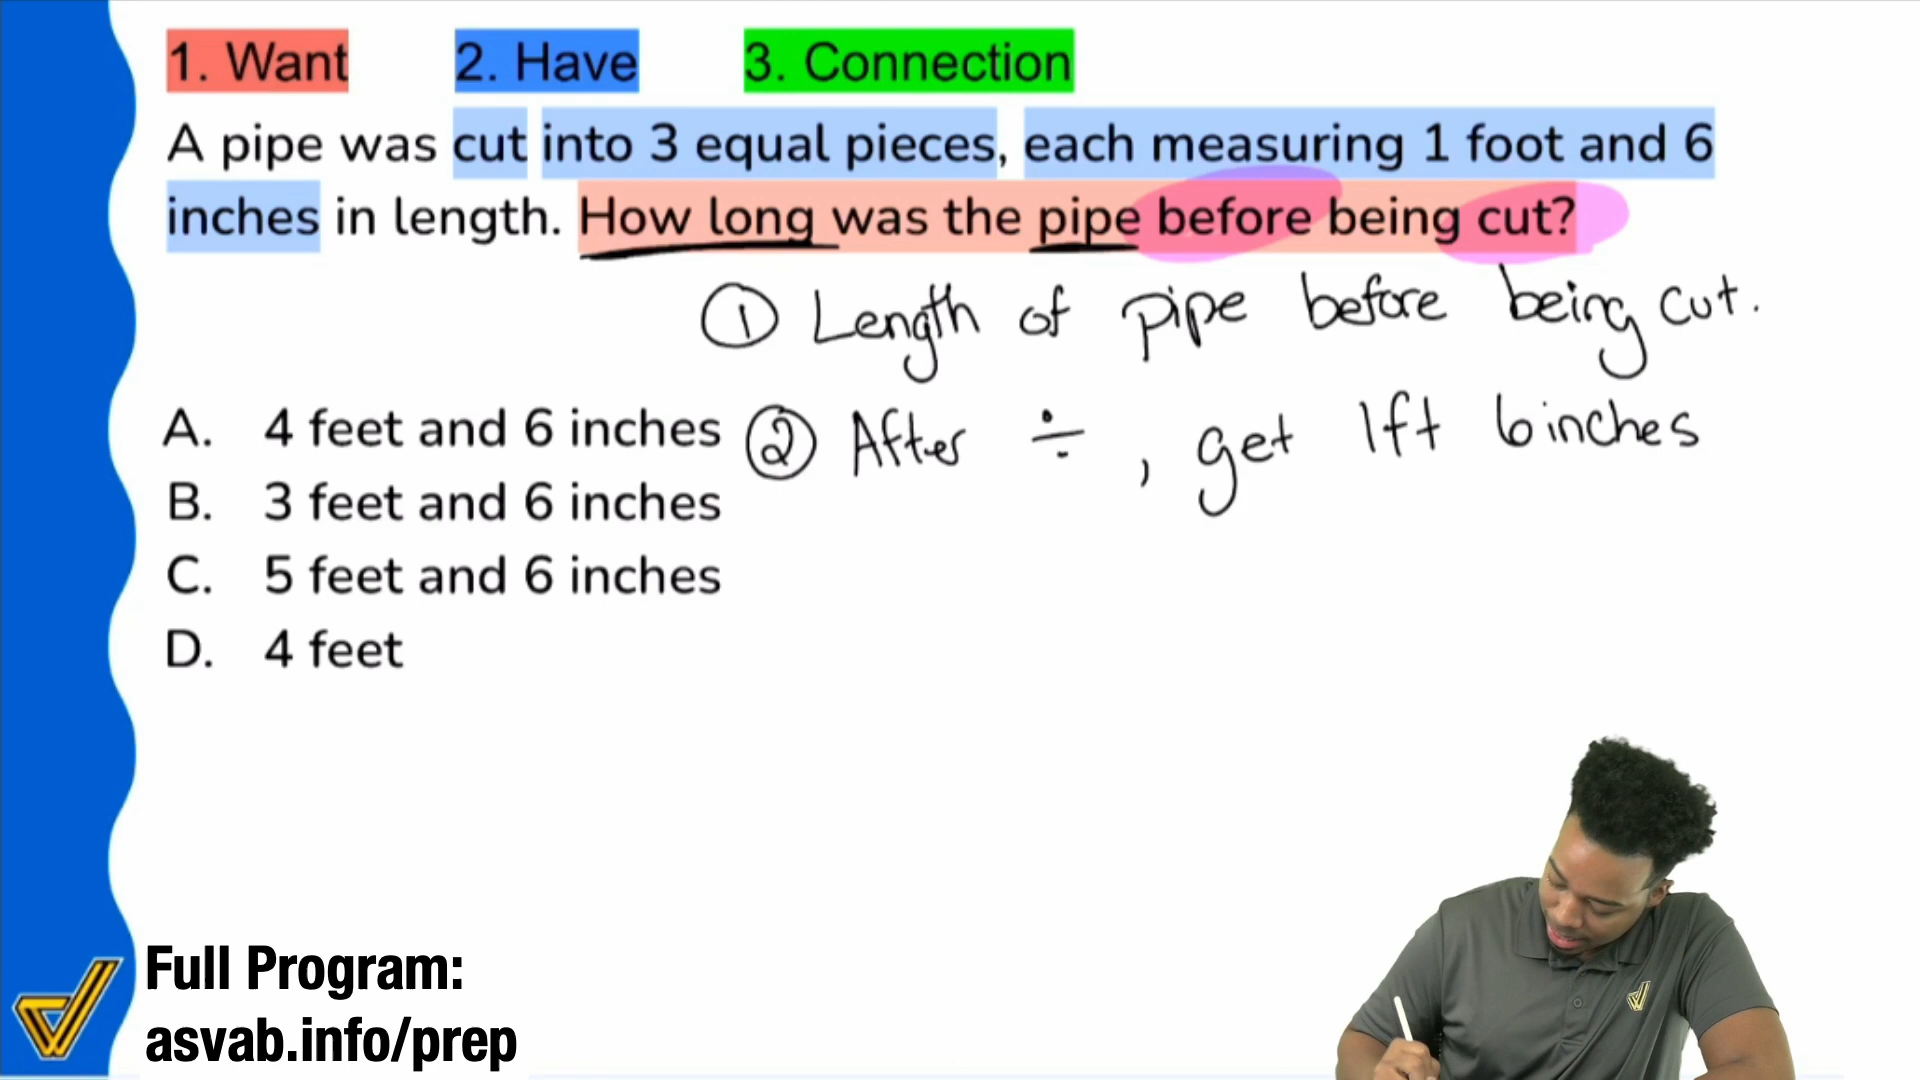 1. Want 2. Have 3. Connection
A pipe was cut into 3 equal pieces, each measuring 1 foot and 6
inches in length. How long was the pipe before being cut?
① Length of pipe before being cut.
A. 4 feet and 6 inches
② After ÷, get 1ft 6inches
B. 3 feet and 6 inches
C. 5 feet and 6 inches
D. 4 feet
Full Program:
asvab.info/prep